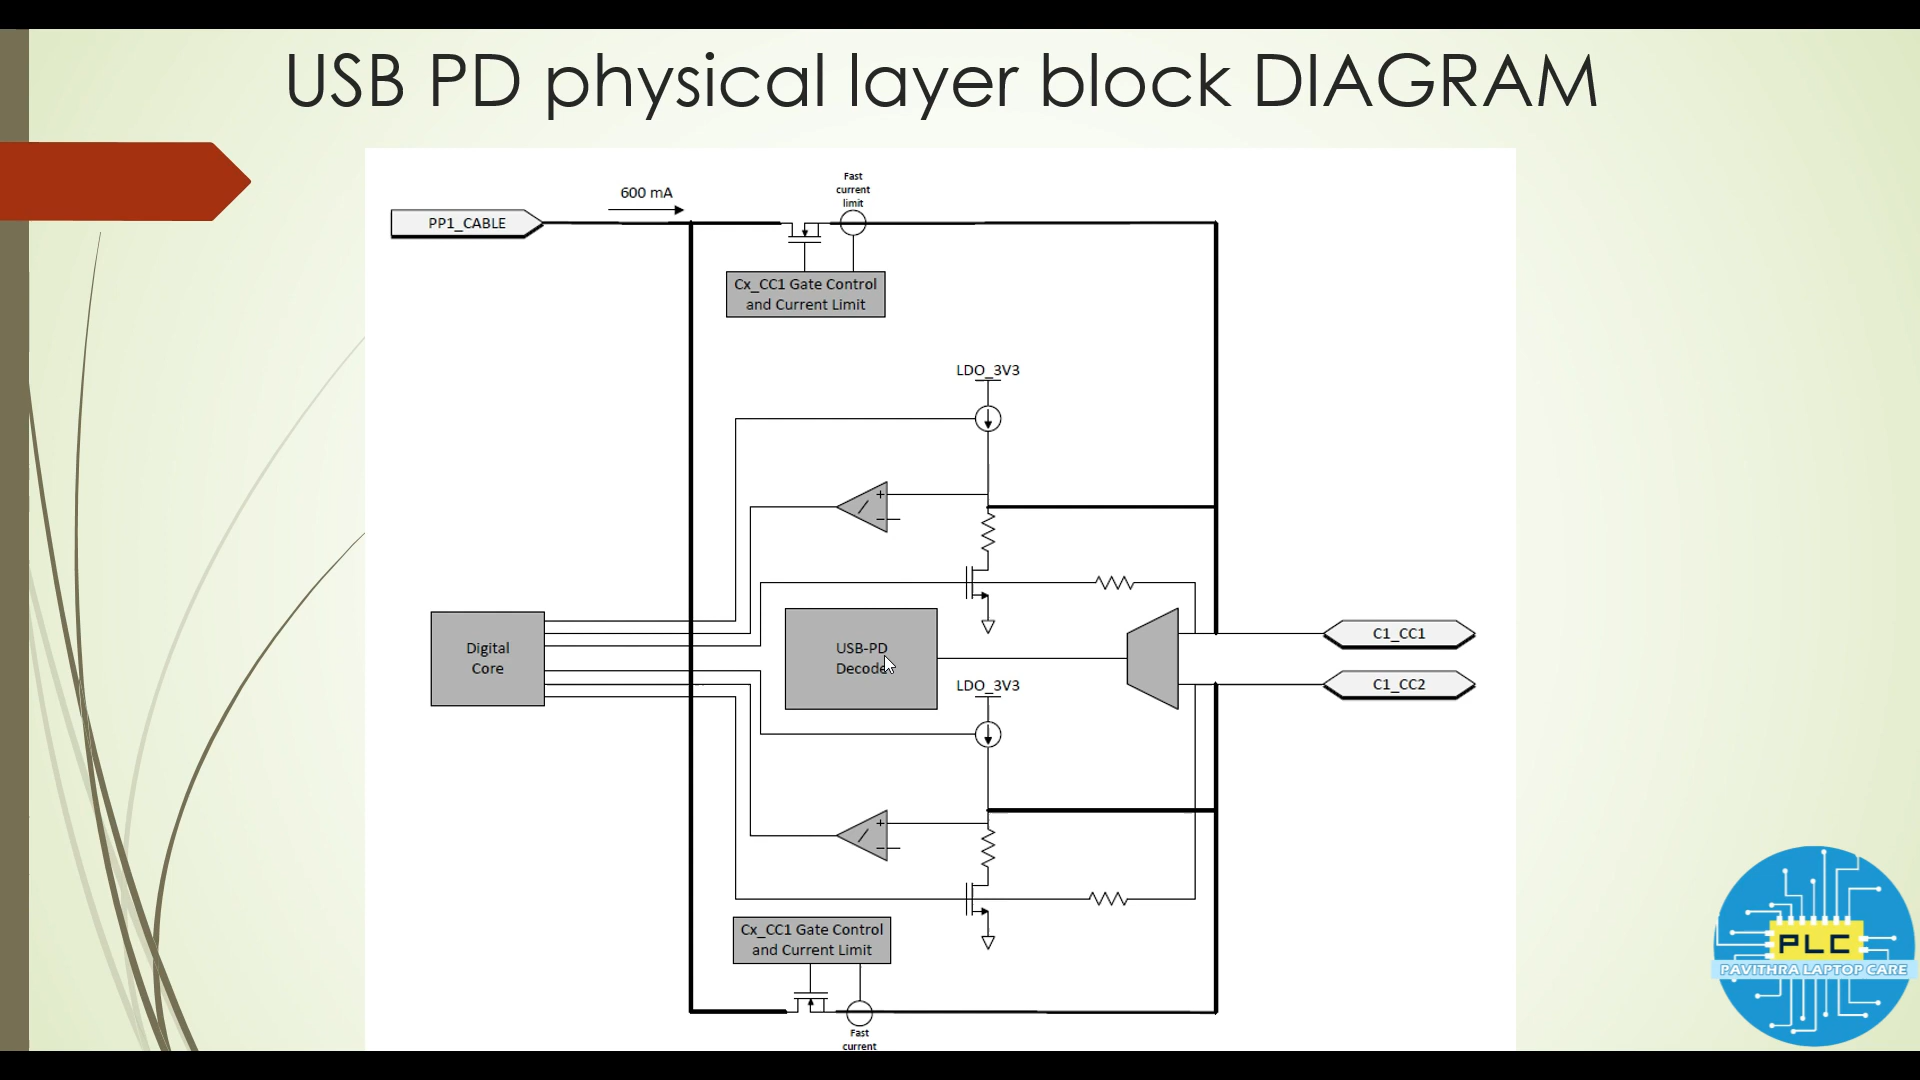 USB PD physical layer block DIAGRAM
Fast
current
limit
600 mA
PP1_CABLE
Cx_CC1 Gate Control
and Current Limit
LDO_3V3
+
−
Digital
Core
USB-PD
Decode
C1_CC1
LDO_3V3
C1_CC2
+
−
Cx_CC1 Gate Control
and Current Limit
Fast
current
PLC
PAVITHRA LAPTOP CARE